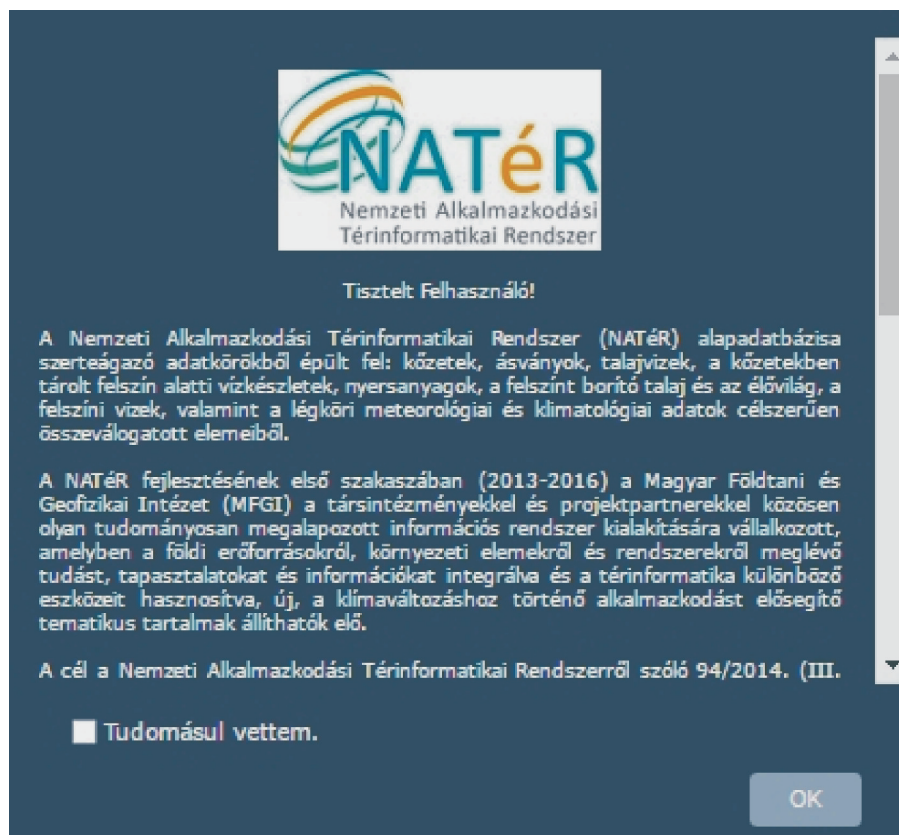 NATéR
Nemzeti Alkalmazkodási
Térinformatikai Rendszer
Tisztelt Felhasználó!
A Nemzeti Alkalmazkodási Térinformatikai Rendszer (NATéR) alapadatbázisa
szerteágazó adatkörökből épült fel: kőzetek, ásványok, talajvizek, a kőzetekben
tárolt felszín alatti vízkészletek, nyersanyagok, a felszínt borító talaj és az élővilág, a
felszíni vizek, valamint a légköri meteorológiai és klimatológiai adatok célszerűen
összeválogatott elemeiből.
A NATéR fejlesztésének első szakaszában (2013-2016) a Magyar Földtani és
Geofizikai Intézet (MFGI) a társintézményekkel és projektpartnerekkel közösen
olyan tudományosan megalapozott információs rendszer kialakítására vállalkozott,
amelyben a földi erőforrásokról, környezeti elemekről és rendszerekről meglévő
tudást, tapasztalatokat és információkat integrálva és a térinformatika különböző
eszközeit hasznosítva, új, a klímaváltozáshoz történő alkalmazkodást elősegítő
tematikus tartalmak állíthatók elő.
A cél a Nemzeti Alkalmazkodási Térinformatikai Rendszerről szóló 94/2014. (III.
Tudomásul vettem.
OK